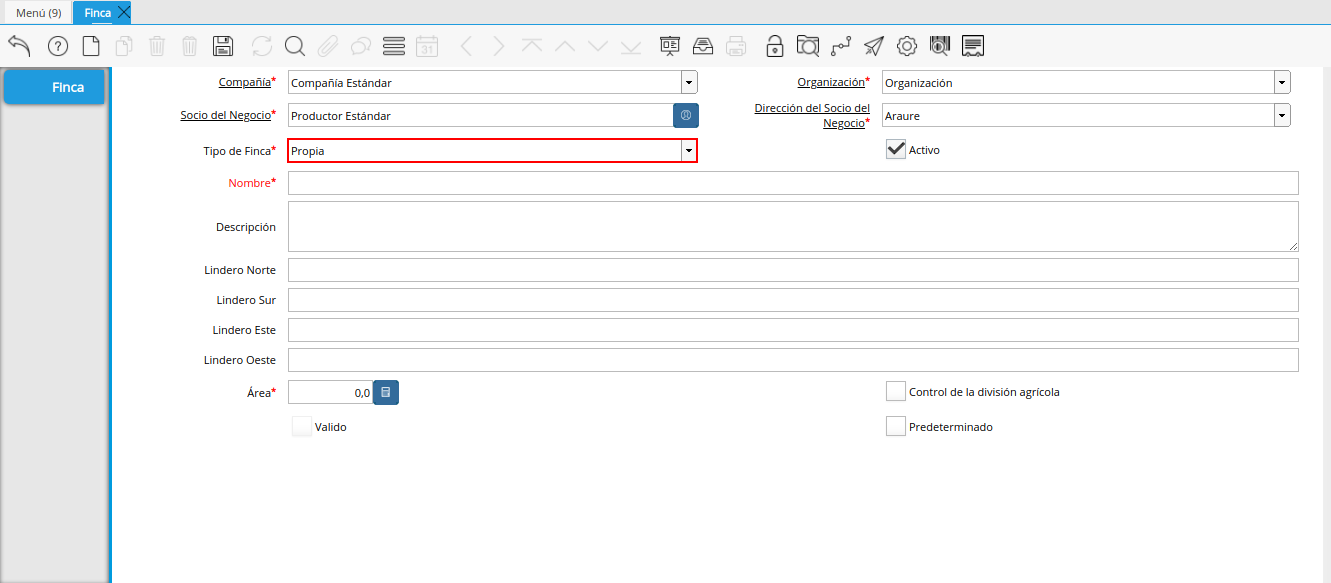 Menú (9)
Finca
31
Finca
Compañía* Compañía Estándar
Organización* Organización
Socio del Negocio* Productor Estándar
Dirección del Socio del
Negocio* Araure
Tipo de Finca* Propia
Activo
Nombre*
Descripción
Lindero Norte
Lindero Sur
Lindero Este
Lindero Oeste
Área* 0,0
Control de la división agrícola
Valido
Predeterminado